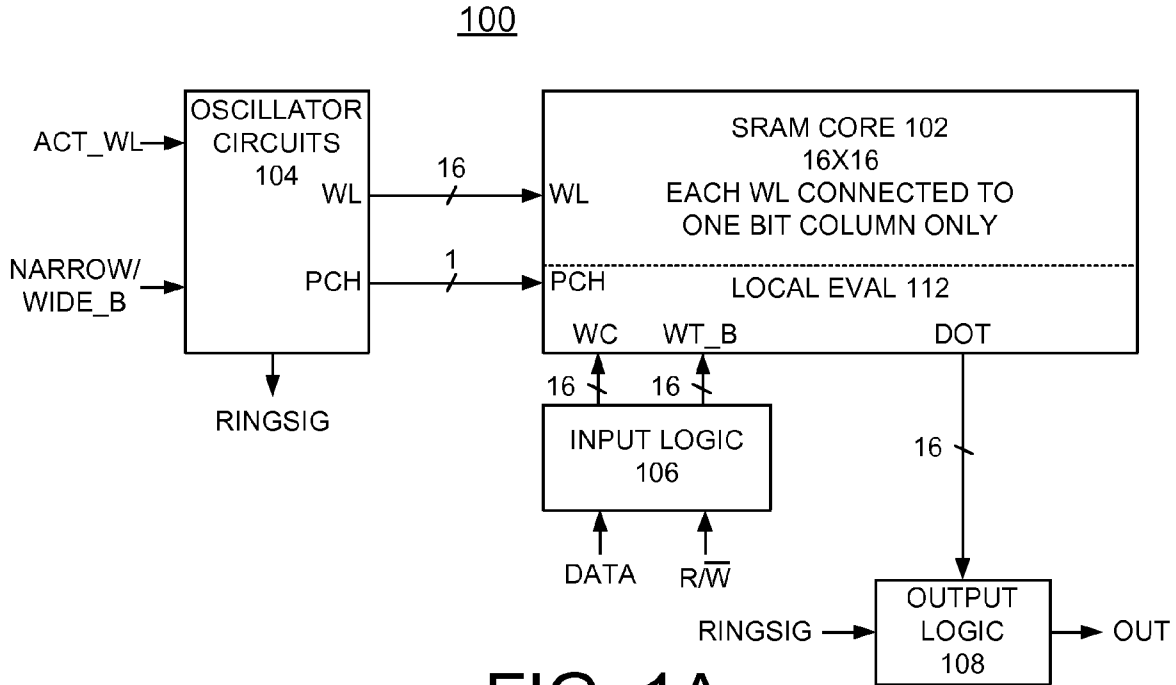 100
OSCILLATOR
CIRCUITS
104
ACT_WL
NARROW/
WIDE_B
WL
PCH
16
1
RINGSIG
SRAM CORE 102
16X16
EACH WL CONNECTED TO
ONE BIT COLUMN ONLY
WL
PCH
LOCAL EVAL 112
WC WT_B DOT
16 16
INPUT LOGIC
106
DATA R/W̅
16
RINGSIG
OUTPUT
LOGIC
108
OUT
FIG. 1A